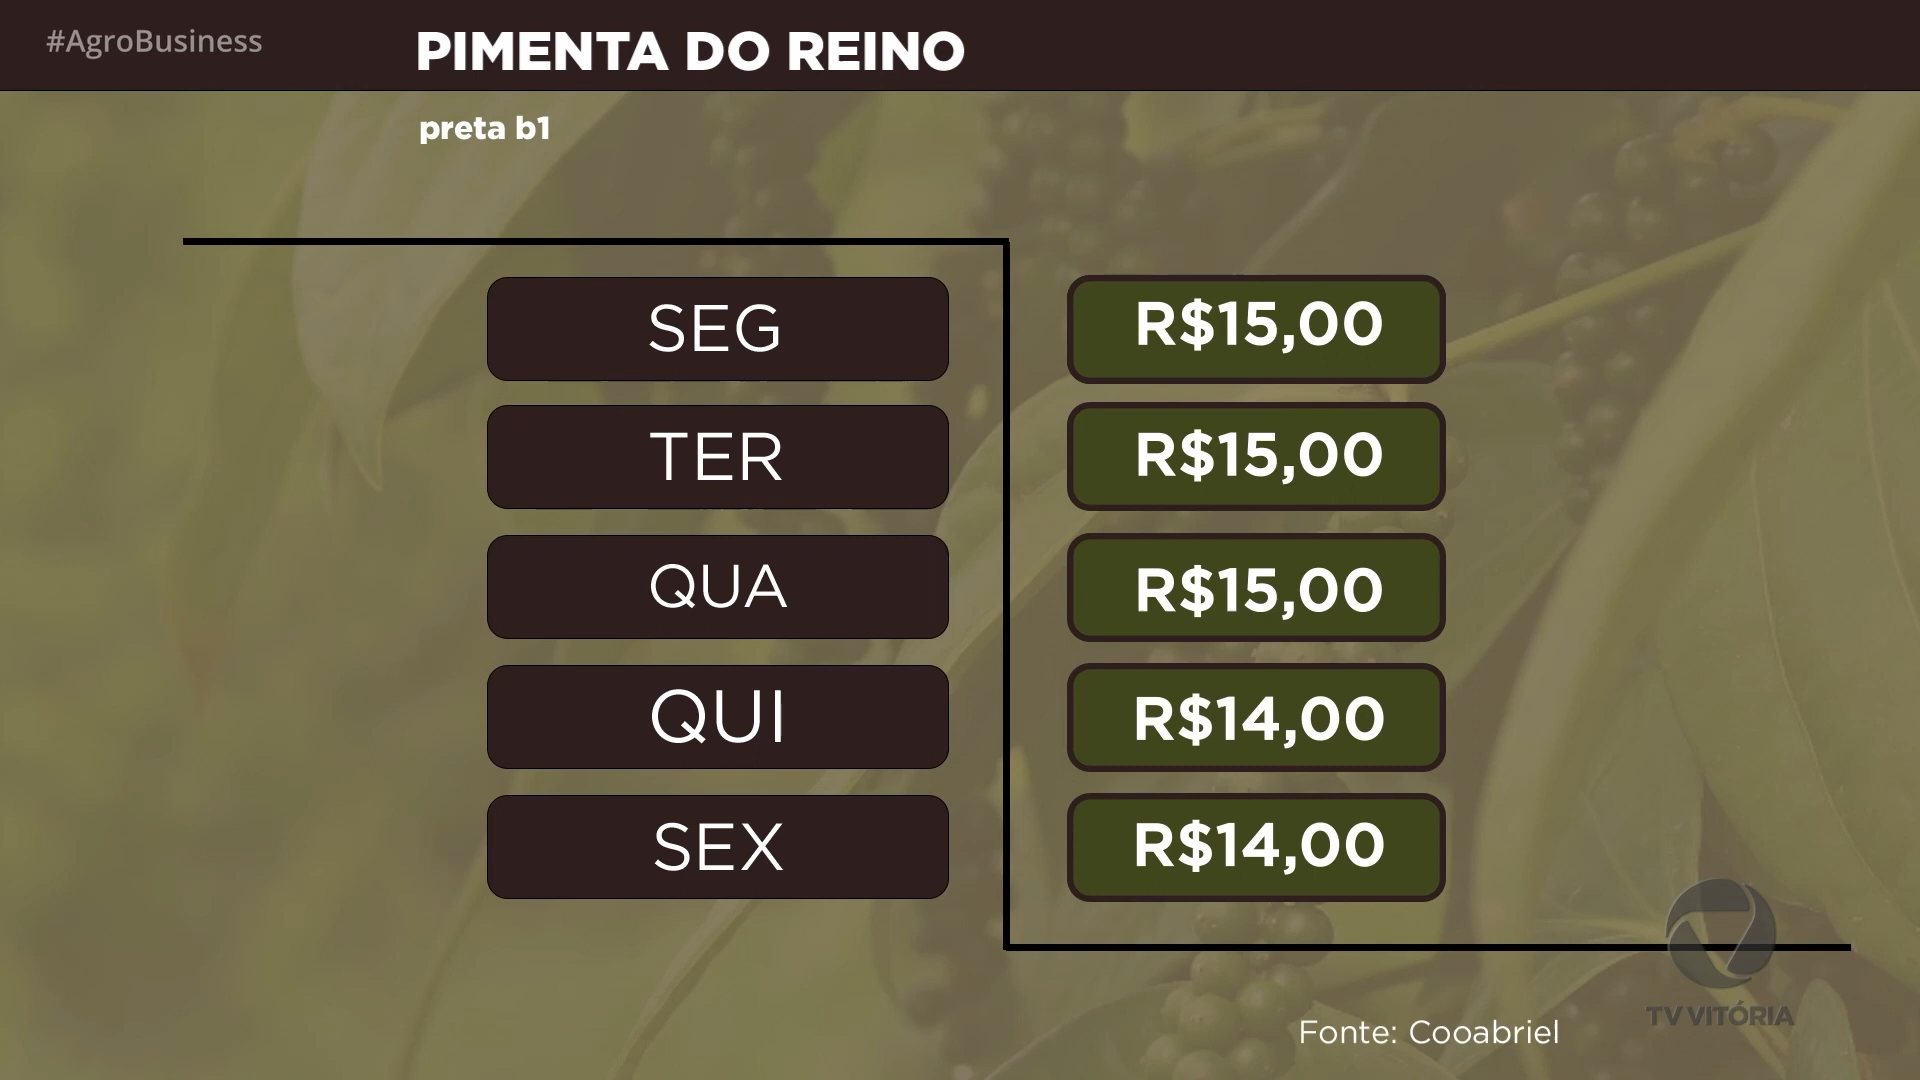 #AgroBusiness
PIMENTA DO REINO
preta b1
SEG R$15,00
TER R$15,00
QUA R$15,00
QUI R$14,00
SEX R$14,00
TV VITÓRIA
Fonte: Cooabriel